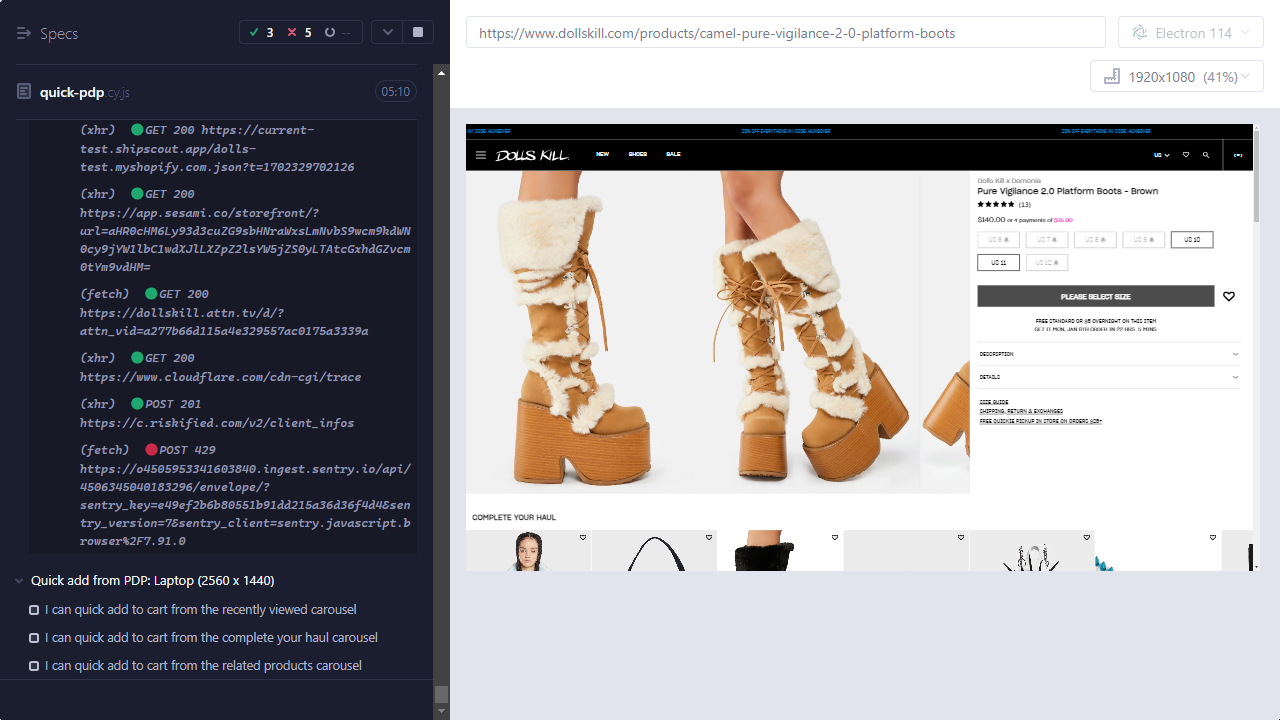 Specs
3
5
--
quick-pdp.cy.js
05:10
(xhr) GET 200 https://current-
test.shipscout.app/dolls-
test.myshopify.com.json?t=1702329702126
(xhr) GET 200
https://app.sesami.co/storefront/?
(fetch) GET 200
https://dollskill.attn.tv/d/?
attn_vid=a277b66d115a4e329557ac0175a3539a
(xhr) GET 200
https://www.cloudflare.com/cdn-cgi/trace
(xhr) POST 201
https://c.riskified.com/v2/client_infos
(fetch) POST 429
https://o4505955341603840.ingest.sentry.io/api/
4506345040183296/envelope/?
sentry_key=e49ef2b6b80551b91dd215a36d36f4d4&sen
try_version=7&sentry_client=sentry.javascript.b
rowser%2F7.91.0
Quick add from PDP: Laptop (2560 x 1440)
I can quick add to cart from the recently viewed carousel
I can quick add to cart from the complete your haul carousel
I can quick add to cart from the related products carousel
https://www.dollskill.com/products/camel-pure-vigilance-2-0-platform-boots
Electron 114
1920x1080 (41%)
20% OFF EVERYTHING W/ CODE: HUNGOVER
20% OFF EVERYTHING W/ CODE: HUNGOVER
DOLLS KILL
NEW
SHOES
SALE
US
Dolls Kill x Demonia
Pure Vigilance 2.0 Platform Boots - Brown
(13)
$140.00 or 4 payments of $35.00
US 6
US 7
US 8
US 9
US 10
US 11
US 12
PLEASE SELECT SIZE
FREE STANDARD OR $8 OVERNIGHT ON THIS ITEM
GET IT MON, JAN 8TH ORDER IN 22 HRS 5 MINS
DESCRIPTION
DETAILS
SIZE GUIDE
SHIPPING, RETURN & EXCHANGES
FREE QUICKIE PICKUP IN STORE ON ORDERS $25+
COMPLETE YOUR HAUL